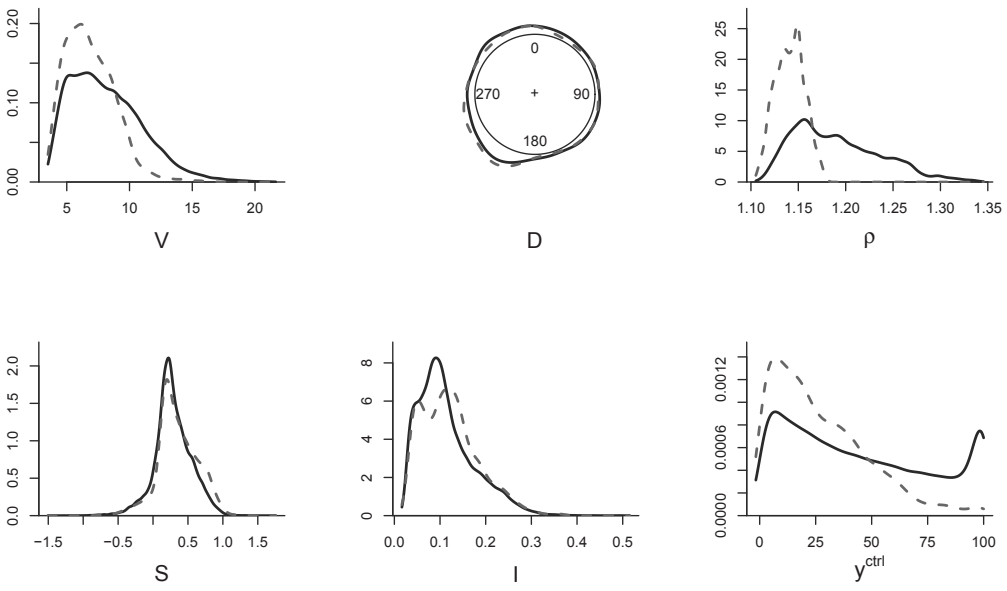 0.00 0.10 0.20
5 10 15 20
V
0
270 + 90
180
D
0 5 10 15 20 25
1.10 1.15 1.20 1.25 1.30 1.35
ρ
0.0 0.5 1.0 1.5 2.0
−1.5 −0.5 0.5 1.5
S
0 2 4 6 8
0.0 0.1 0.2 0.3 0.4 0.5
I
0.0000 0.0006 0.0012
0 25 50 75 100
y^ctrl